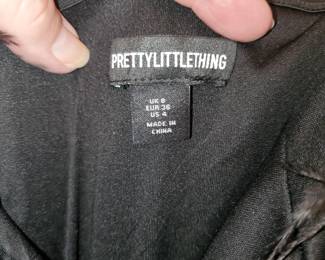 PRETTYLITTLETHING
UK 8
EUR 36
US 4
MADE IN
CHINA